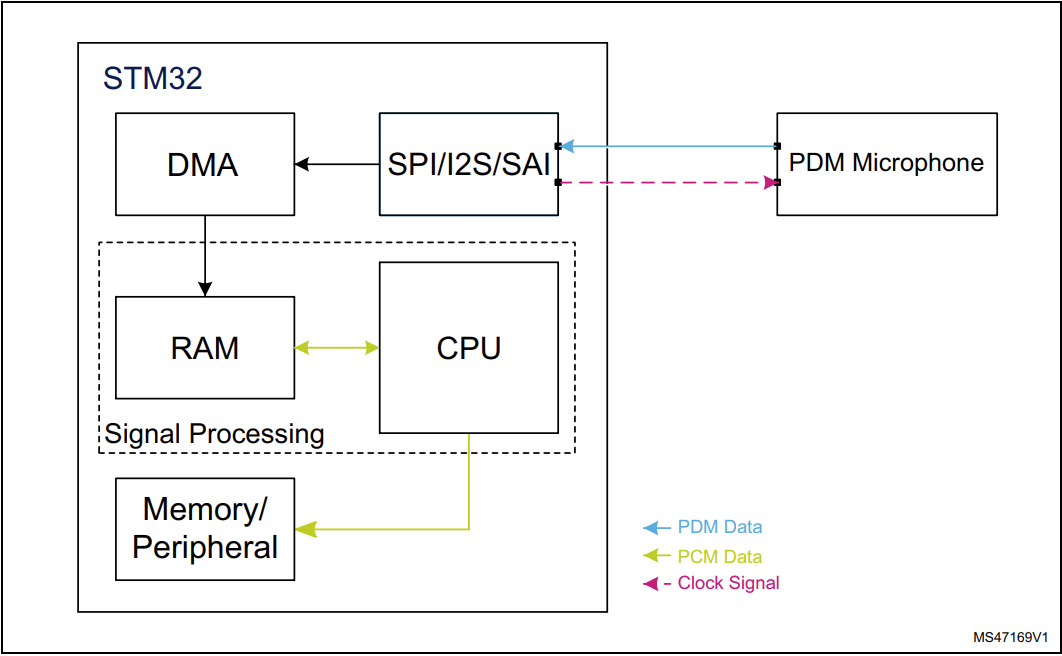 STM32
DMA
SPI/I2S/SAI
PDM Microphone
RAM
CPU
Signal Processing
Memory/
Peripheral
PDM Data
PCM Data
Clock Signal
MS47169V1